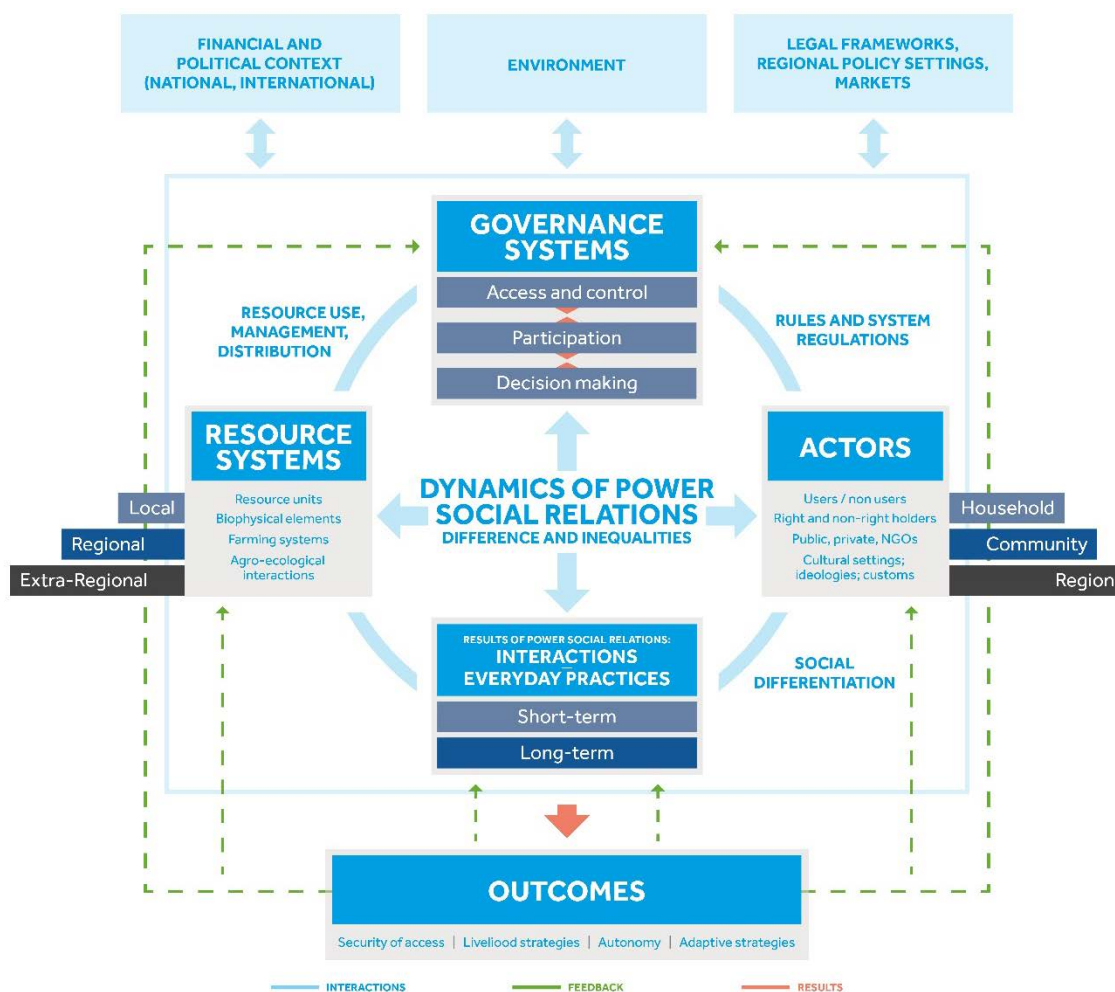 FINANCIAL AND
POLITICAL CONTEXT
(NATIONAL, INTERNATIONAL)
ENVIRONMENT
LEGAL FRAMEWORKS,
REGIONAL POLICY SETTINGS,
MARKETS
GOVERNANCE
SYSTEMS
Access and control
Participation
Decision making
RESOURCE USE,
MANAGEMENT,
DISTRIBUTION
RULES AND SYSTEM
REGULATIONS
RESOURCE
SYSTEMS
Resource units
Biophysical elements
Farming systems
Agro-ecological
interactions
Local
Regional
Extra-Regional
DYNAMICS OF POWER
SOCIAL RELATIONS
DIFFERENCE AND INEQUALITIES
ACTORS
Users / non users
Right and non-right holders
Public, private, NGOs
Cultural settings;
ideologies; customs
Household
Community
Region
RESULTS OF POWER SOCIAL RELATIONS:
INTERACTIONS
EVERYDAY PRACTICES
Short-term
Long-term
SOCIAL
DIFFERENTIATION
OUTCOMES
Security of access | Liveliood strategies | Autonomy | Adaptive strategies
INTERACTIONS
FEEDBACK
RESULTS